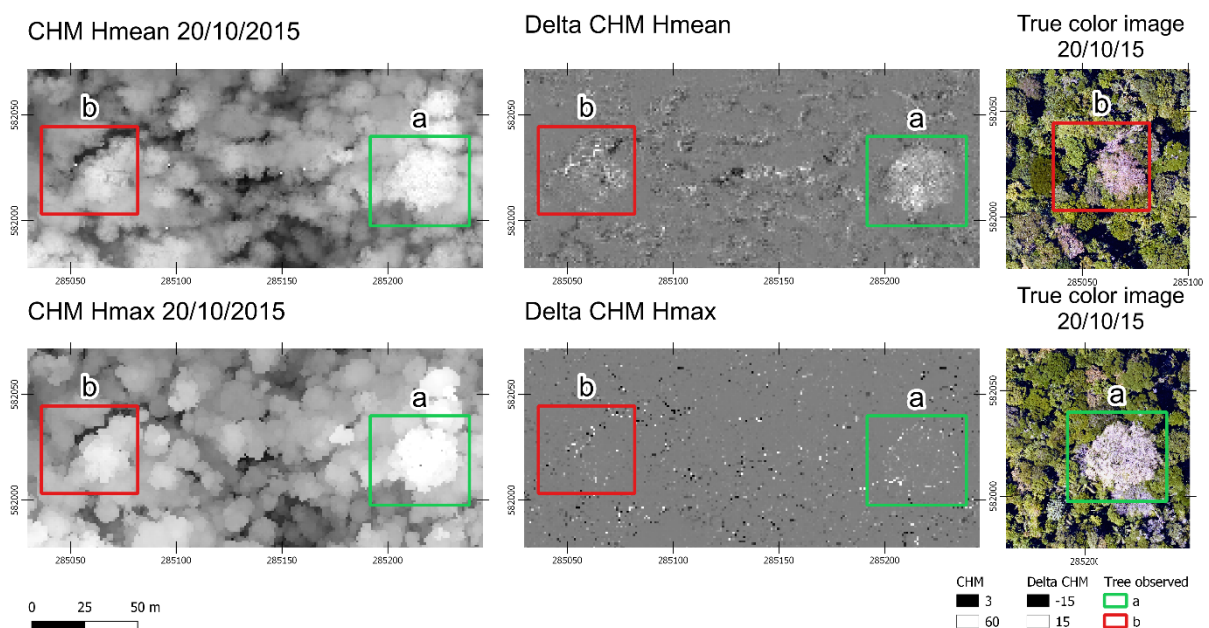 CHM Hmean 20/10/2015
Delta CHM Hmean
True color image
20/10/15
b
a
b
a
b
582050
582000
582050
582000
582050
582000
285050
285100
285150
285200
285050
285100
285150
285200
285050
285100
CHM Hmax 20/10/2015
Delta CHM Hmax
True color image
20/10/15
b
a
b
a
a
582050
582000
582050
582000
582050
582000
285050
285100
285150
285200
285050
285100
285150
285200
28520
CHM
Delta CHM
Tree observed
3
-15
a
60
15
b
0
25
50 m